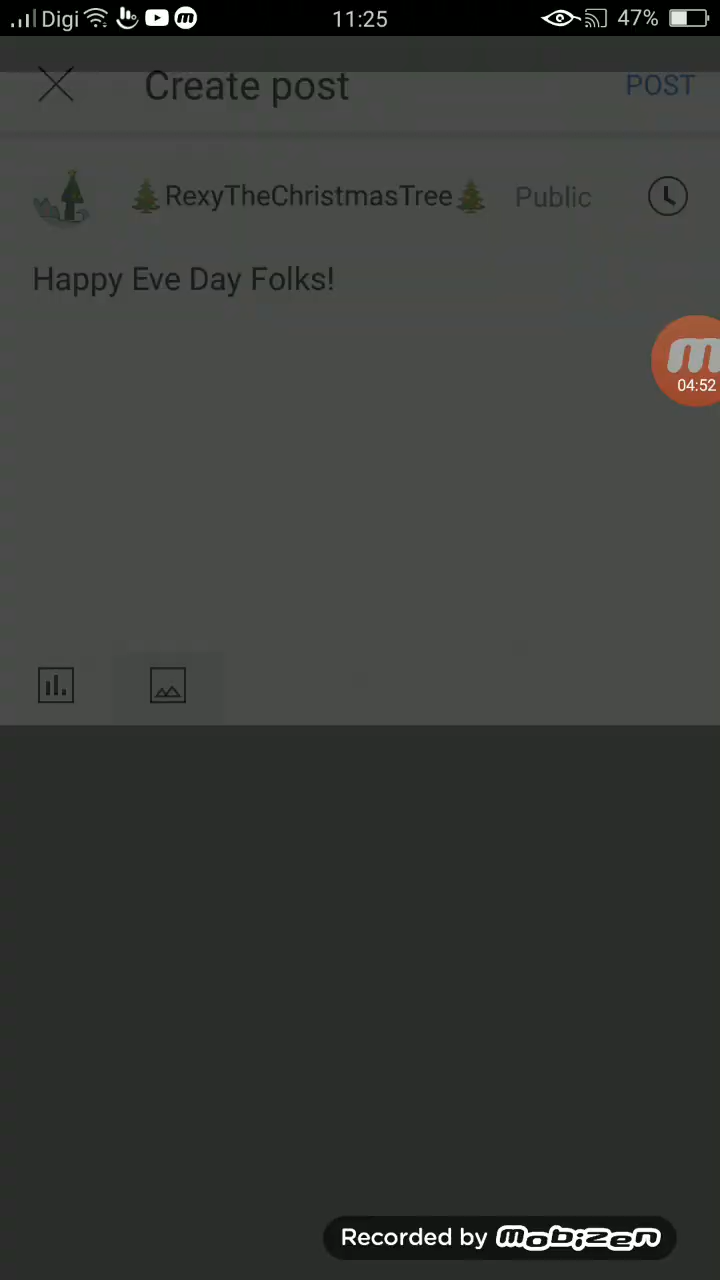 Digi 11:25 47%
Create post POST
🎄RexyTheChristmasTree🎄 Public
Happy Eve Day Folks!
m
04:52
Recorded by mobizen